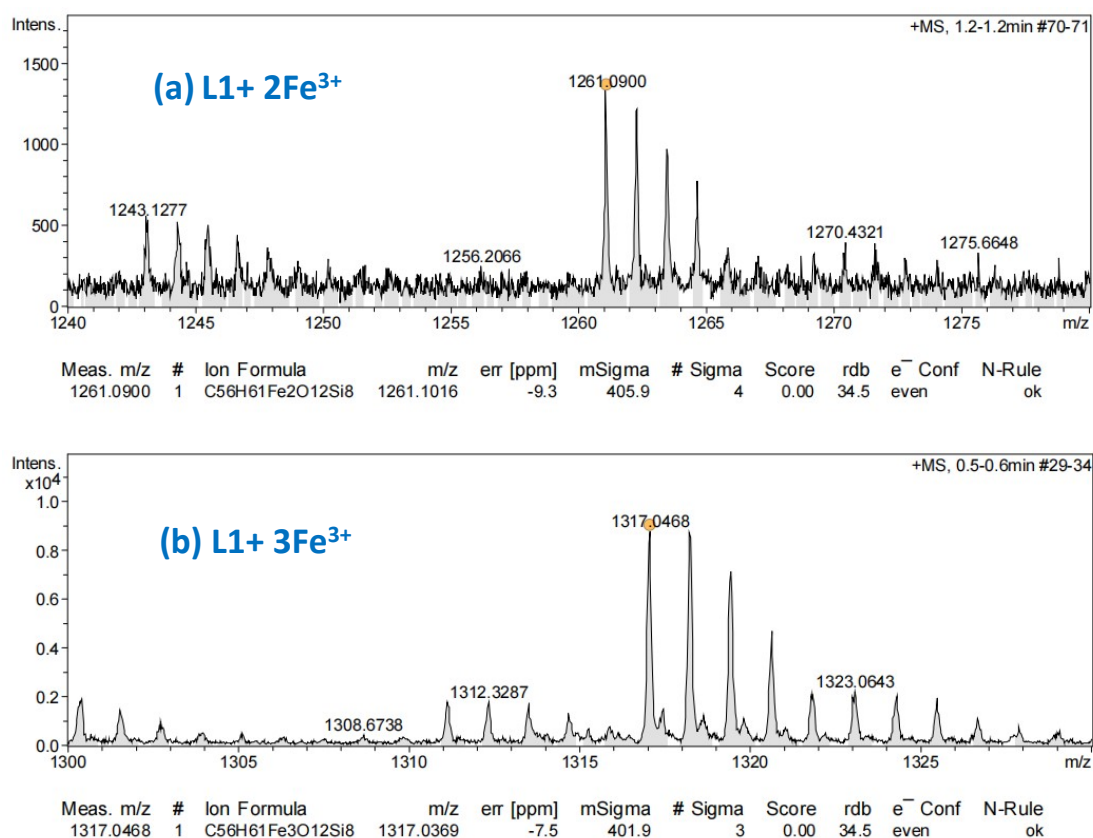 Intens.
+MS, 1.2-1.2min #70-71
1500
1000
500
0
(a) L1+ 2Fe³⁺
1261.0900
1243.1277
1256.2066
1270.4321
1275.6648
1240 1245 1250 1255 1260 1265 1270 1275 m/z
Meas. m/z # Ion Formula m/z err [ppm] mSigma # Sigma Score rdb e⁻ Conf N-Rule
1261.0900 1 C56H61Fe2O12Si8 1261.1016 -9.3 405.9 4 0.00 34.5 even ok
Intens.
x10⁴
+MS, 0.5-0.6min #29-34
1.0
0.8
0.6
0.4
0.2
0.0
(b) L1+ 3Fe³⁺
1317.0468
1312.3287
1308.6738
1323.0643
1300 1305 1310 1315 1320 1325 m/z
Meas. m/z # Ion Formula m/z err [ppm] mSigma # Sigma Score rdb e⁻ Conf N-Rule
1317.0468 1 C56H61Fe3O12Si8 1317.0369 -7.5 401.9 3 0.00 34.5 even ok